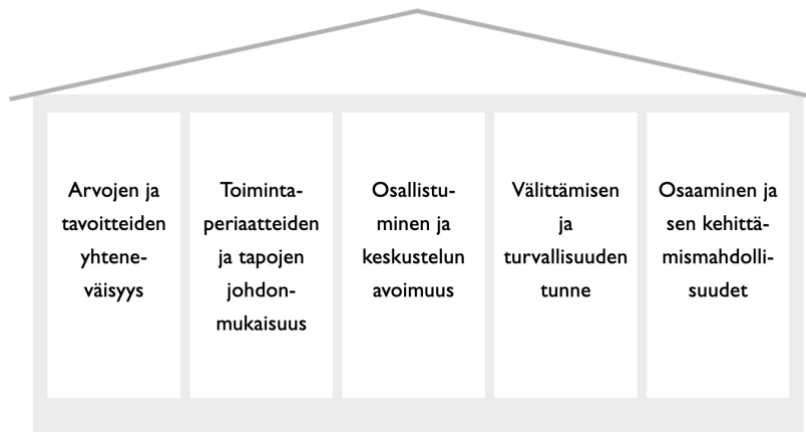 Arvojen ja
tavoitteiden
yhtene-
väisyys
Toiminta-
periaatteiden
ja tapojen
johdon-
mukaisuus
Osallistu-
minen ja
keskustelun
avoimuus
Välittämisen
ja
turvallisuuden
tunne
Osaaminen ja
sen kehittä-
mismahdolli-
suudet